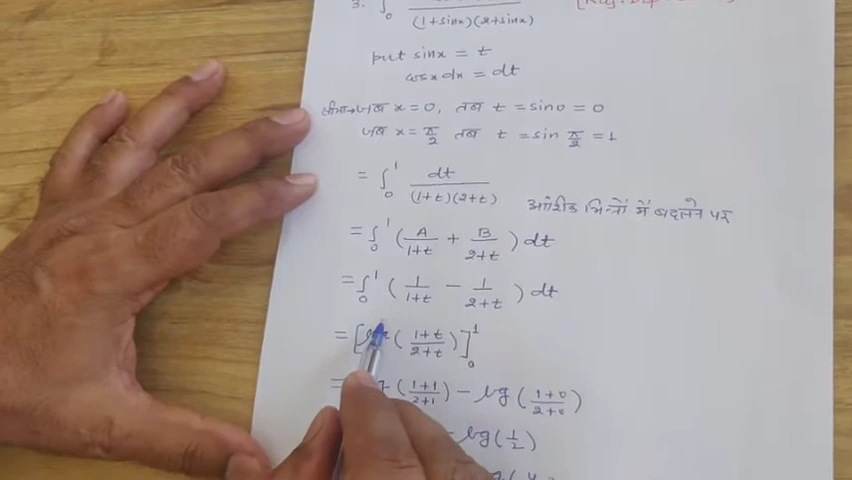 3. ∫₀ (1+sinx)(2+sinx)
put sinx = t
cosx dx = dt
सीमा→ जब x = 0, तब t = sin0 = 0
जब x = π/2 तब t = sin π/2 = 1
= ∫₀¹ dt/(1+t)(2+t) आंशिक भिन्नों में बदलने पर
= ∫₀¹ (A/1+t + B/2+t) dt
= ∫₀¹ (1/1+t − 1/2+t) dt
= [ (1+t/2+t)]₀¹
= (1+1/2+1) − log (1+0/2+0)
− log(1/2)